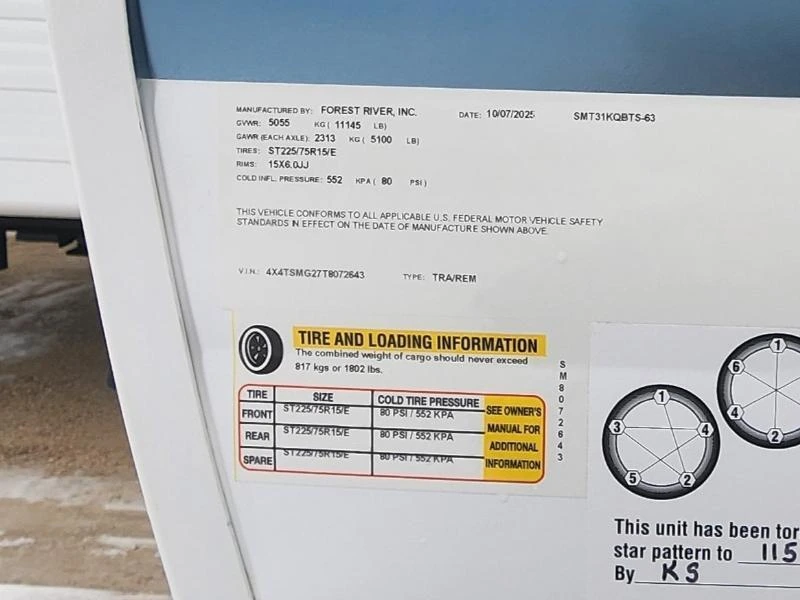 MANUFACTURED BY: FOREST RIVER, INC. DATE: 10/07/2025 SMT31KQBTS-63
GVWR: 5055 KG ( 11145 LB)
GAWR (EACH AXLE): 2313 KG ( 5100 LB)
TIRES: ST225/75R15/E
RIMS: 15X6.0JJ
COLD INFL. PRESSURE: 552 KPA ( 80 PSI)
THIS VEHICLE CONFORMS TO ALL APPLICABLE U.S. FEDERAL MOTOR VEHICLE SAFETY
STANDARDS IN EFFECT ON THE DATE OF MANUFACTURE SHOWN ABOVE.
V.I.N.: 4X4TSMG27T8072643 TYPE: TRA/REM
TIRE AND LOADING INFORMATION
The combined weight of cargo should never exceed
817 kgs or 1802 lbs.
TIRE SIZE COLD TIRE PRESSURE SEE OWNER'S
FRONT ST225/75R15/E 80 PSI / 552 KPA MANUAL FOR
REAR ST225/75R15/E 80 PSI / 552 KPA ADDITIONAL
SPARE ST225/75R15/E 80 PSI / 552 KPA INFORMATION
SM8072643
1
3
4
5
2
1
6
4
2
This unit has been tor
star pattern to 115
By KS